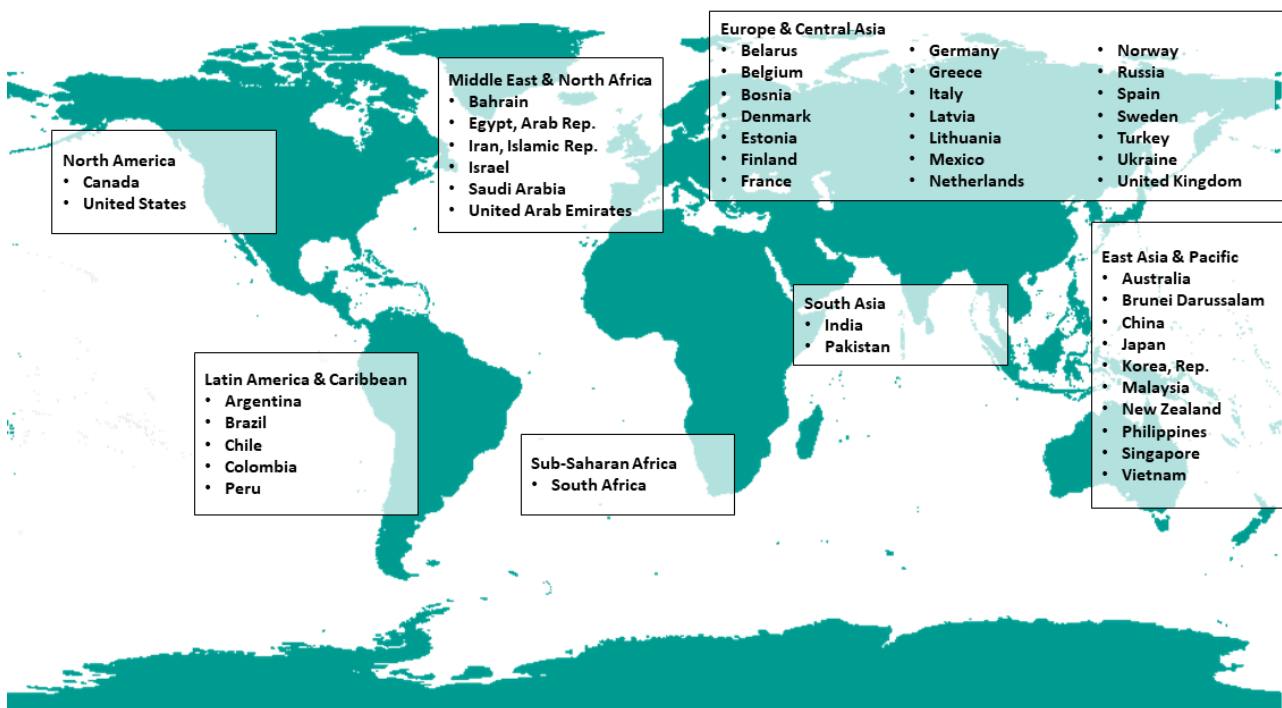 Europe & Central Asia
• Belarus
• Belgium
• Bosnia
• Denmark
• Estonia
• Finland
• France
• Germany
• Greece
• Italy
• Latvia
• Lithuania
• Mexico
• Netherlands
• Norway
• Russia
• Spain
• Sweden
• Turkey
• Ukraine
• United Kingdom
Middle East & North Africa
• Bahrain
• Egypt, Arab Rep.
• Iran, Islamic Rep.
• Israel
• Saudi Arabia
• United Arab Emirates
North America
• Canada
• United States
East Asia & Pacific
• Australia
• Brunei Darussalam
• China
• Japan
• Korea, Rep.
• Malaysia
• New Zealand
• Philippines
• Singapore
• Vietnam
South Asia
• India
• Pakistan
Latin America & Caribbean
• Argentina
• Brazil
• Chile
• Colombia
• Peru
Sub-Saharan Africa
• South Africa